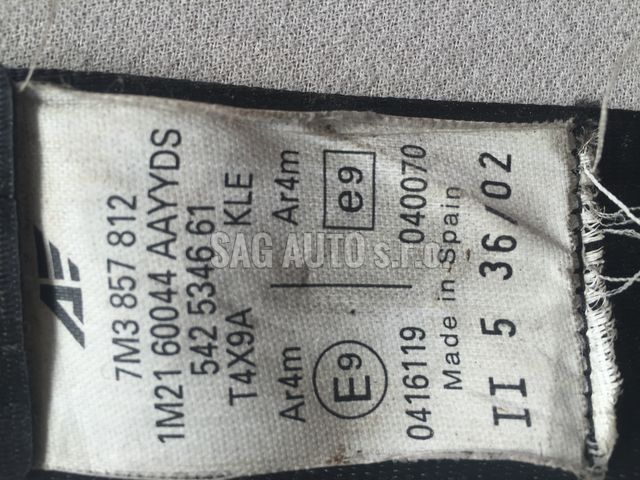 7M3 857 812
1M21 60044 AAYYDS
542 5346 61
T4X9A KLE
Ar4m Ar4m
E9 e9
0416119 040070
Made in Spain
II 5 36/02
SAG AUTO s.r.o.